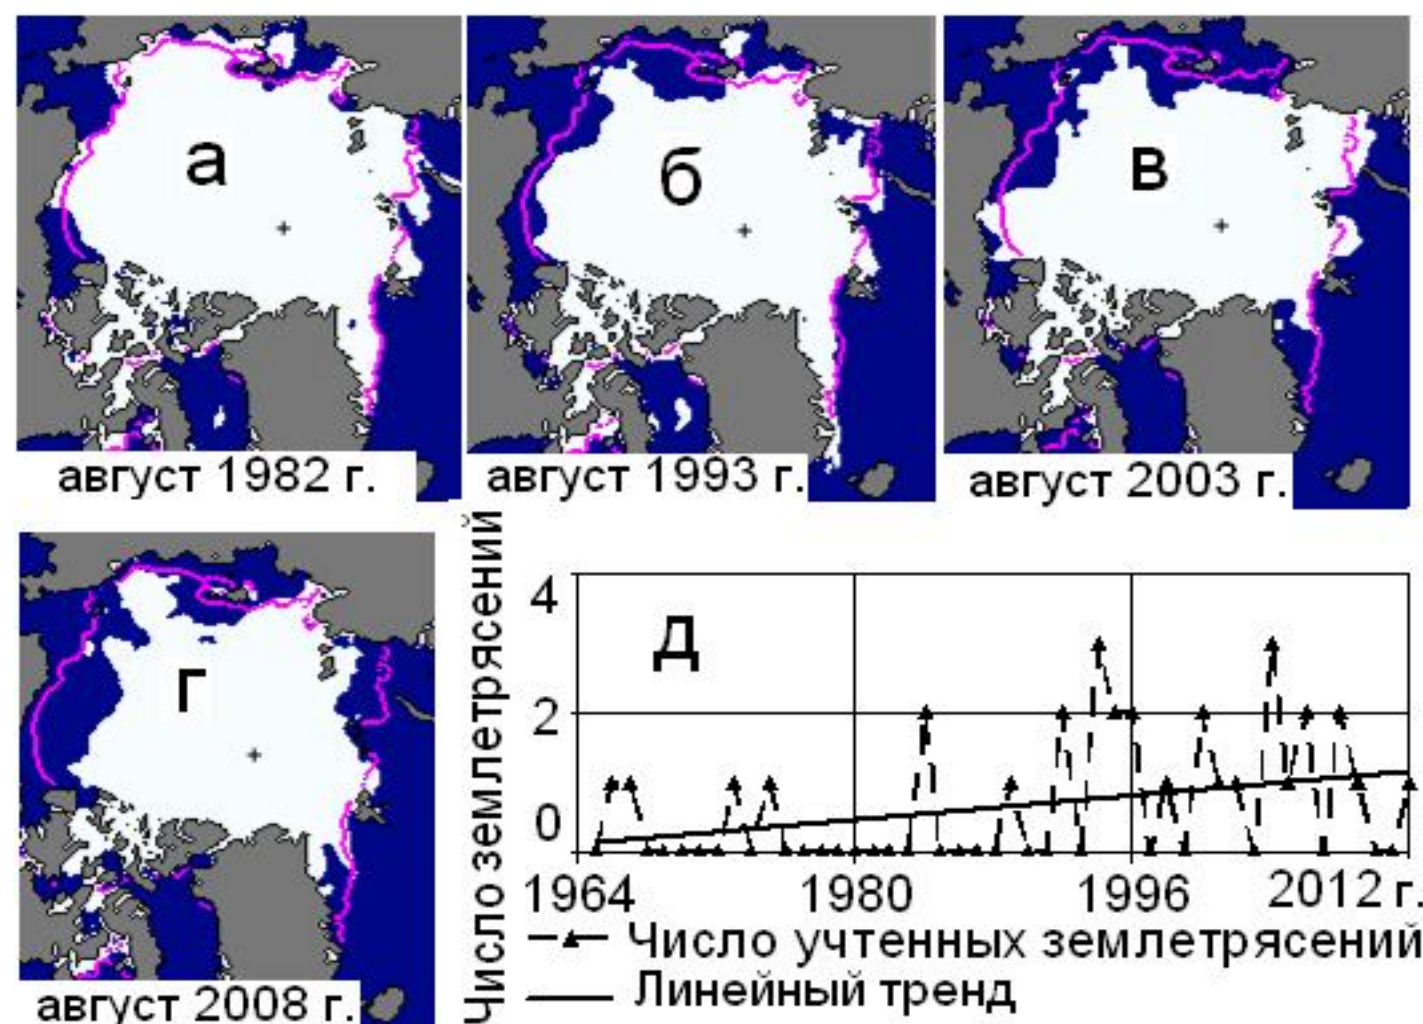 а
б
в
август 1982 г.
август 1993 г.
август 2003 г.
г
август 2008 г.
Число землетрясений
д
4
2
0
1964
1980
1996
2012 г.
Число учтенных землетрясений
Линейный тренд